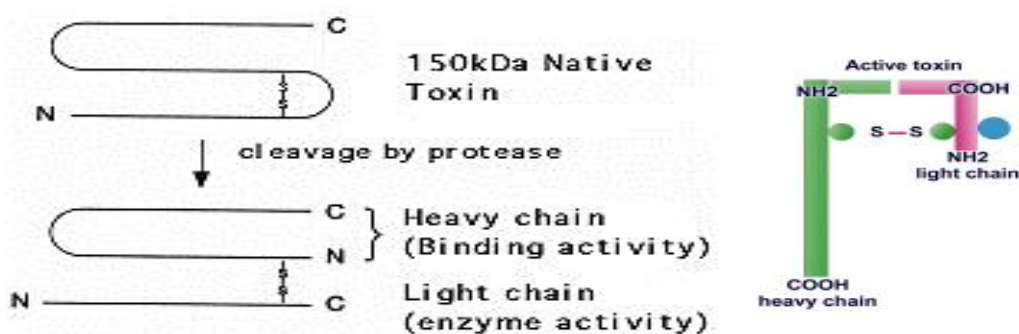 C
150kDa Native
Toxin
S
S
N
cleavage by protease
C
Heavy chain
(Binding activity)
N
S
S
N
C
Light chain
(enzyme activity)
Active toxin
NH2
COOH
S – S
NH2
light chain
COOH
heavy chain